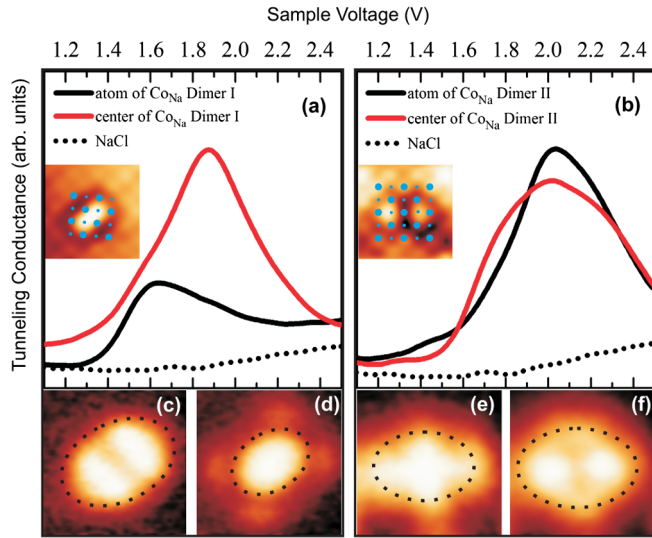 Sample Voltage (V)
1.2 1.4 1.6 1.8 2.0 2.2 2.4 1.2 1.4 1.6 1.8 2.0 2.2 2.4
Tunneling Conductance (arb. units)
atom of CoNa Dimer I
center of CoNa Dimer I
NaCl
(a)
atom of CoNa Dimer II
center of CoNa Dimer II
NaCl
(b)
(c) (d) (e) (f)